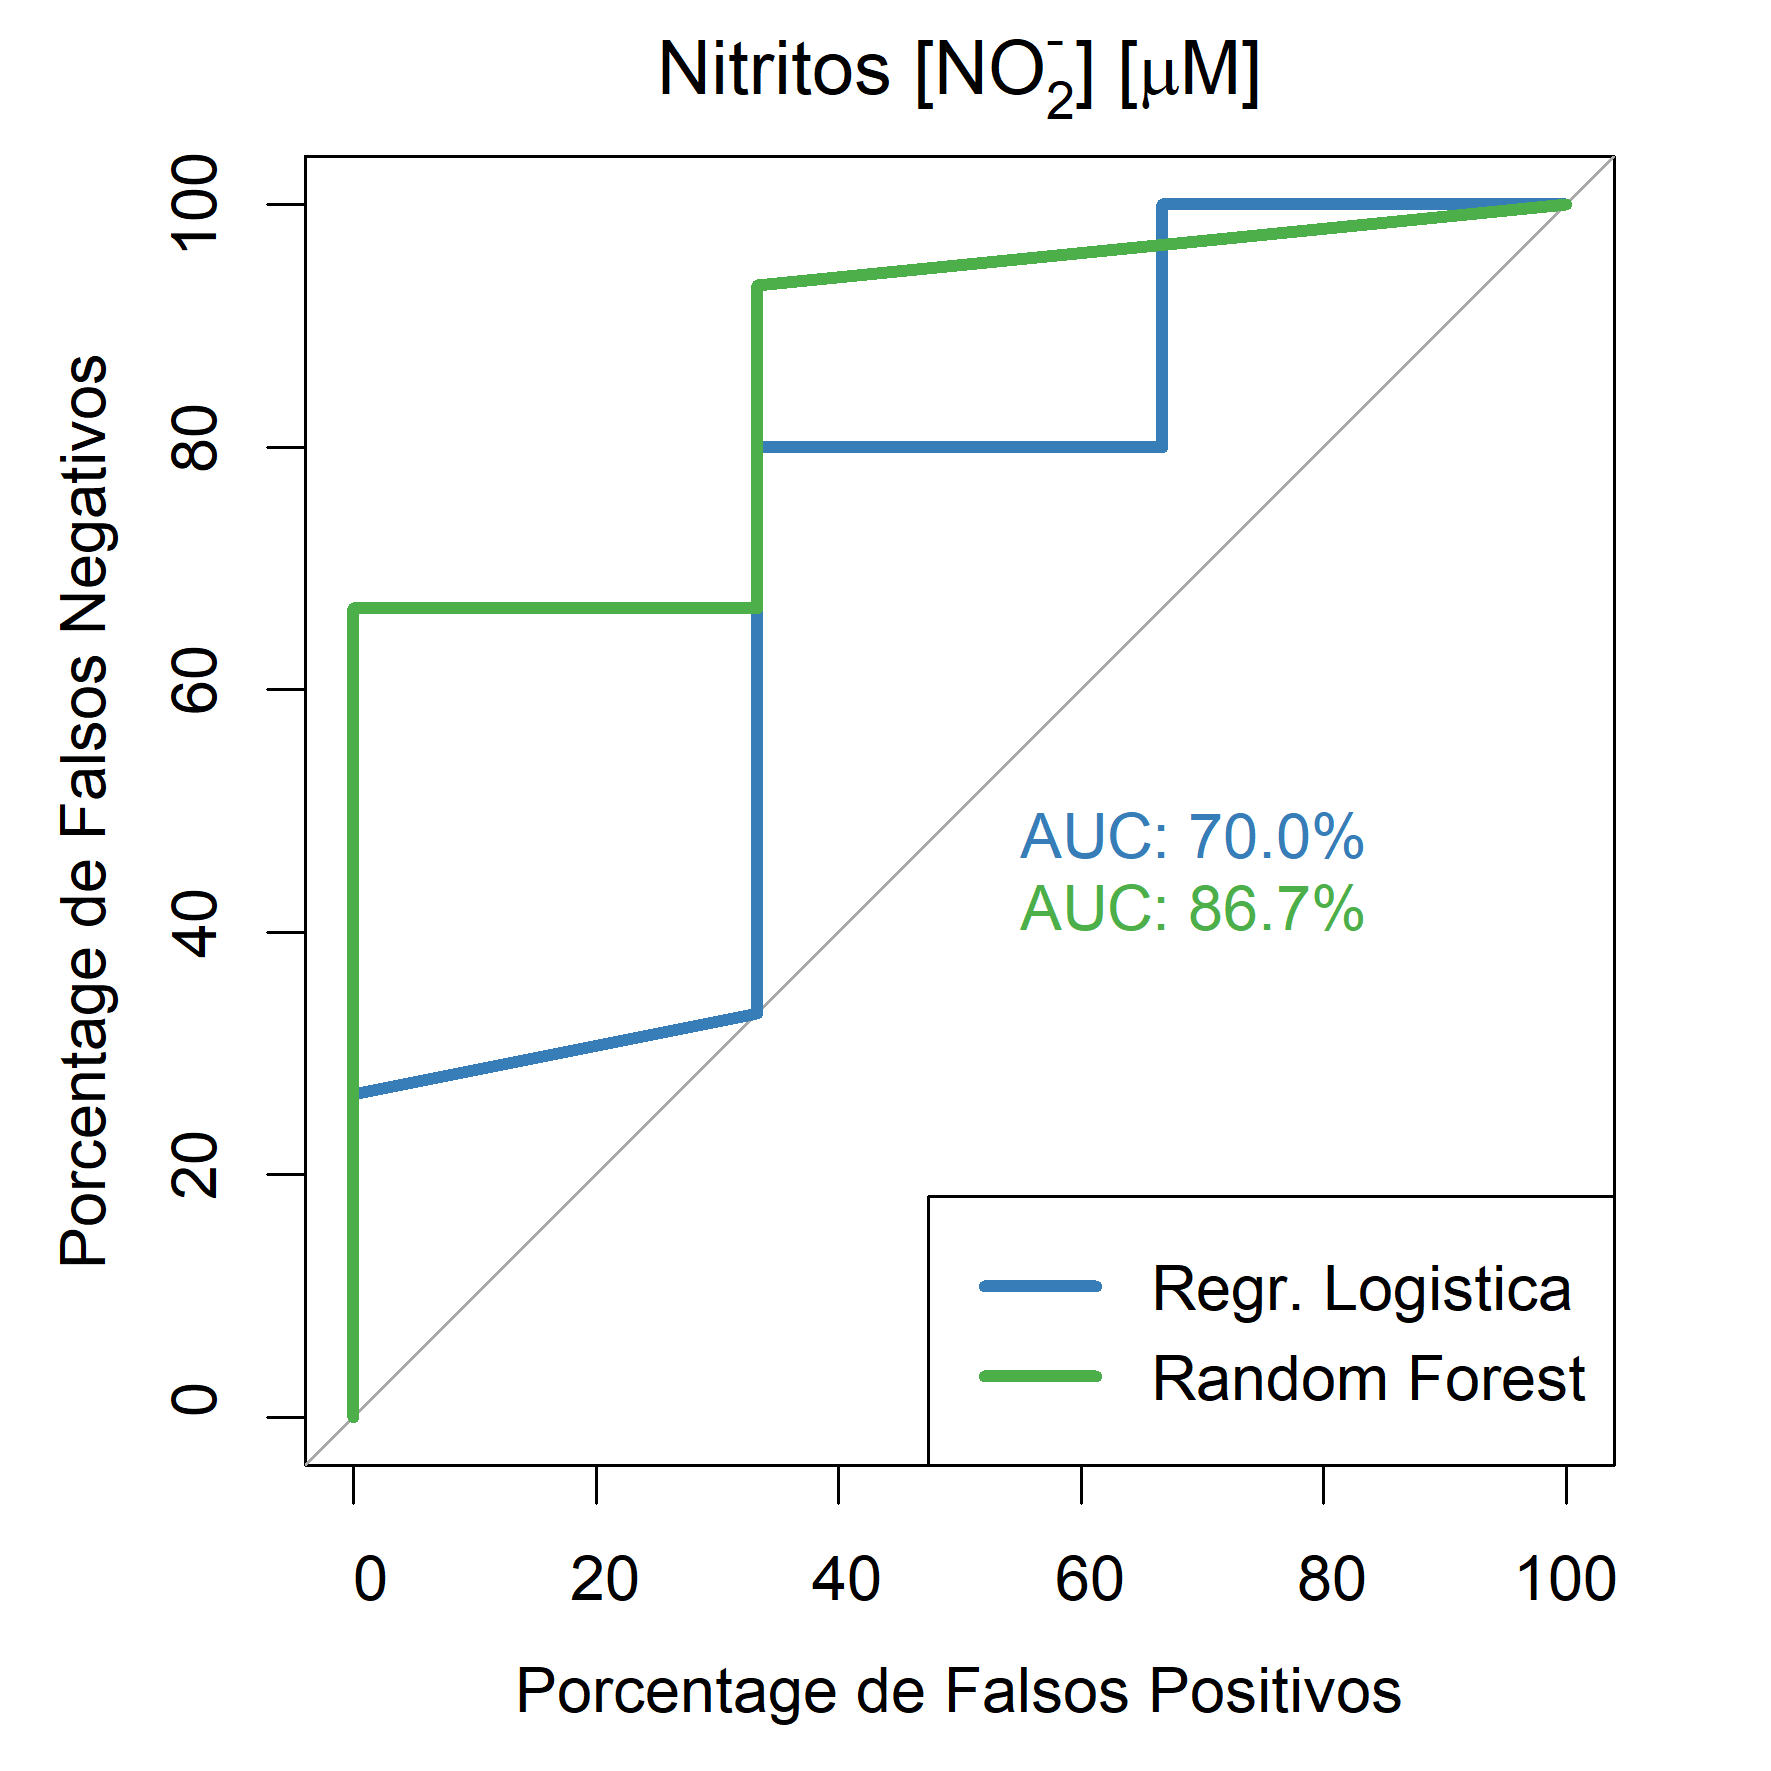 Nitritos [NO₂⁻] [μM]
100
80
60
40
20
0
Porcentage de Falsos Negativos
AUC: 70.0%
AUC: 86.7%
Regr. Logistica
Random Forest
0 20 40 60 80 100
Porcentage de Falsos Positivos